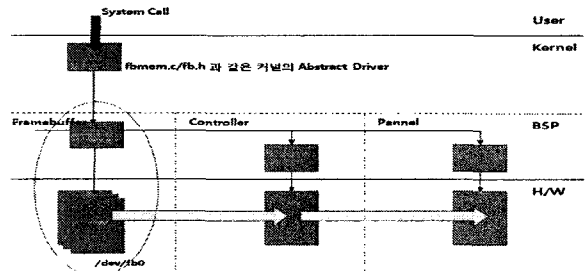 System Call
User
Kernel
fbmem.c/fb.h 과 같은 커널의 Abstract Driver
Framebuffer
Controller
Pannel
BSP
H/W
/dev/fb0